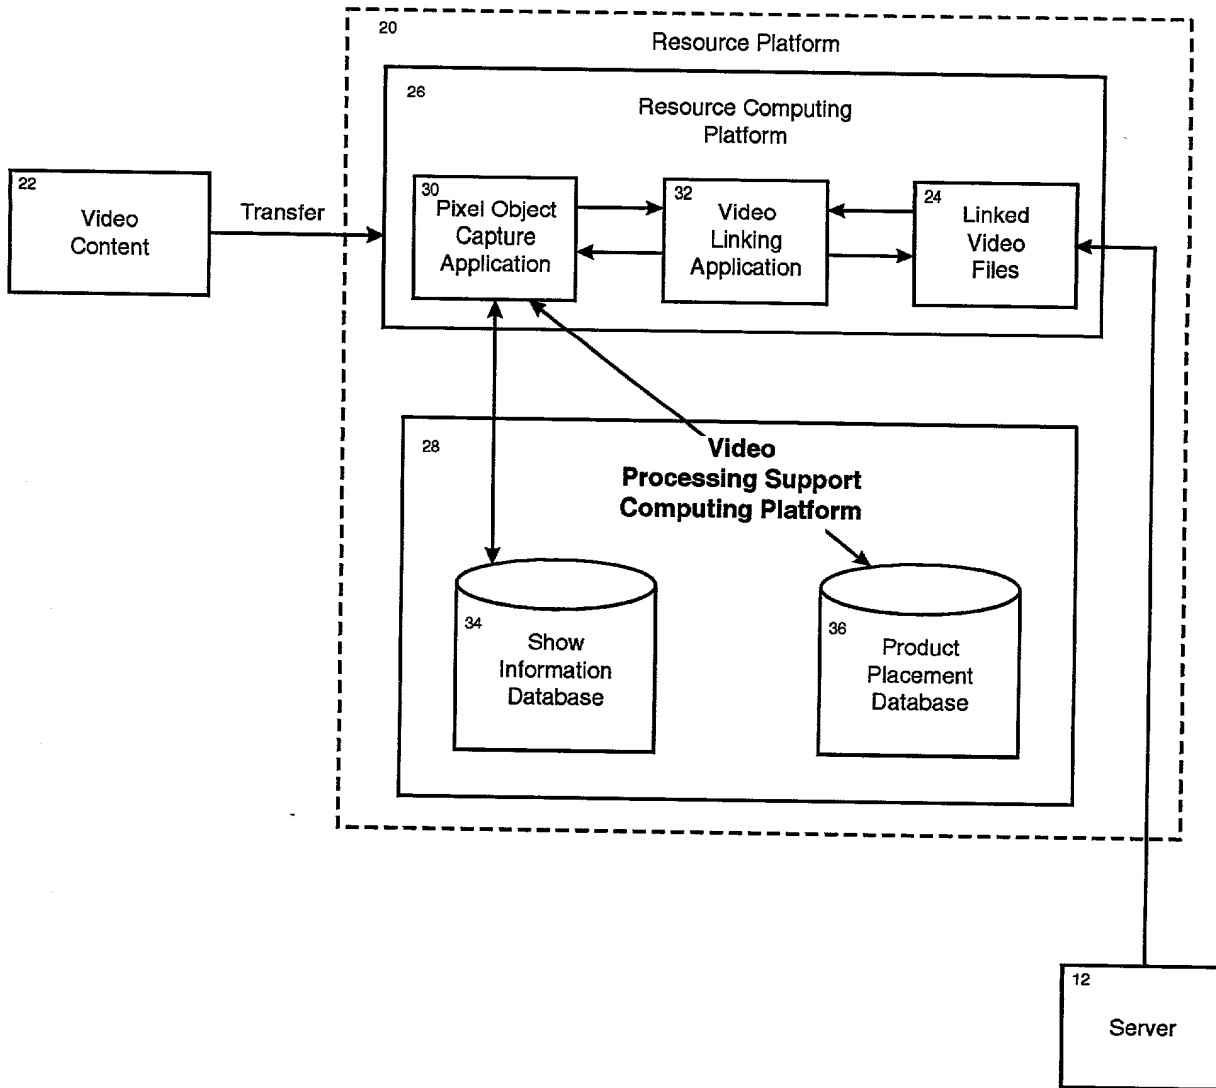 20
Resource Platform
26
Resource Computing
Platform
22
Video
Content
Transfer
30
Pixel Object
Capture
Application
32
Video
Linking
Application
24
Linked
Video
Files
28
Video
Processing Support
Computing Platform
34
Show
Information
Database
36
Product
Placement
Database
12
Server